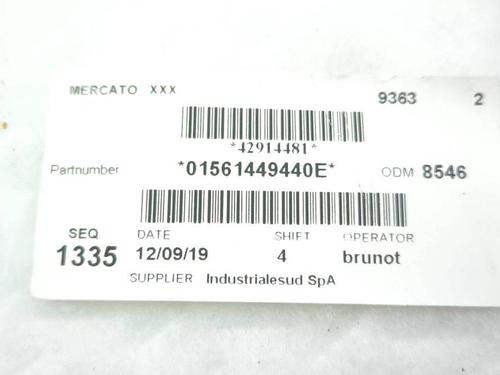 MERCATO XXX 9363 2
*42914481*
Partnumber *01561449440E* ODM 8546
SEQ DATE SHIFT OPERATOR
1335 12/09/19 4 brunot
SUPPLIER Industrialesud SpA